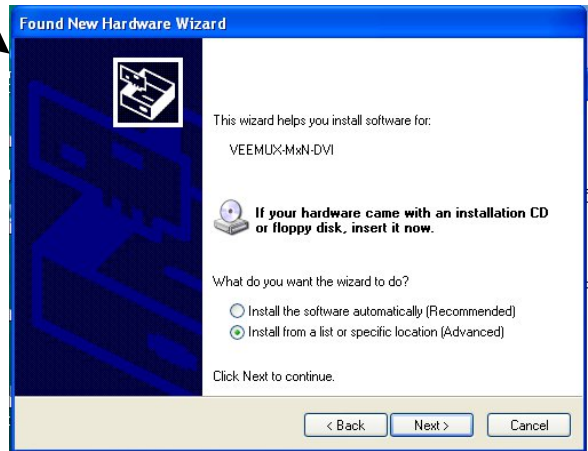 Found New Hardware Wizard
This wizard helps you install software for:
VEEMUX-MxN-DVI
If your hardware came with an installation CD
or floppy disk, insert it now.
What do you want the wizard to do?
Install the software automatically (Recommended)
Install from a list or specific location (Advanced)
Click Next to continue.
< Back Next > Cancel